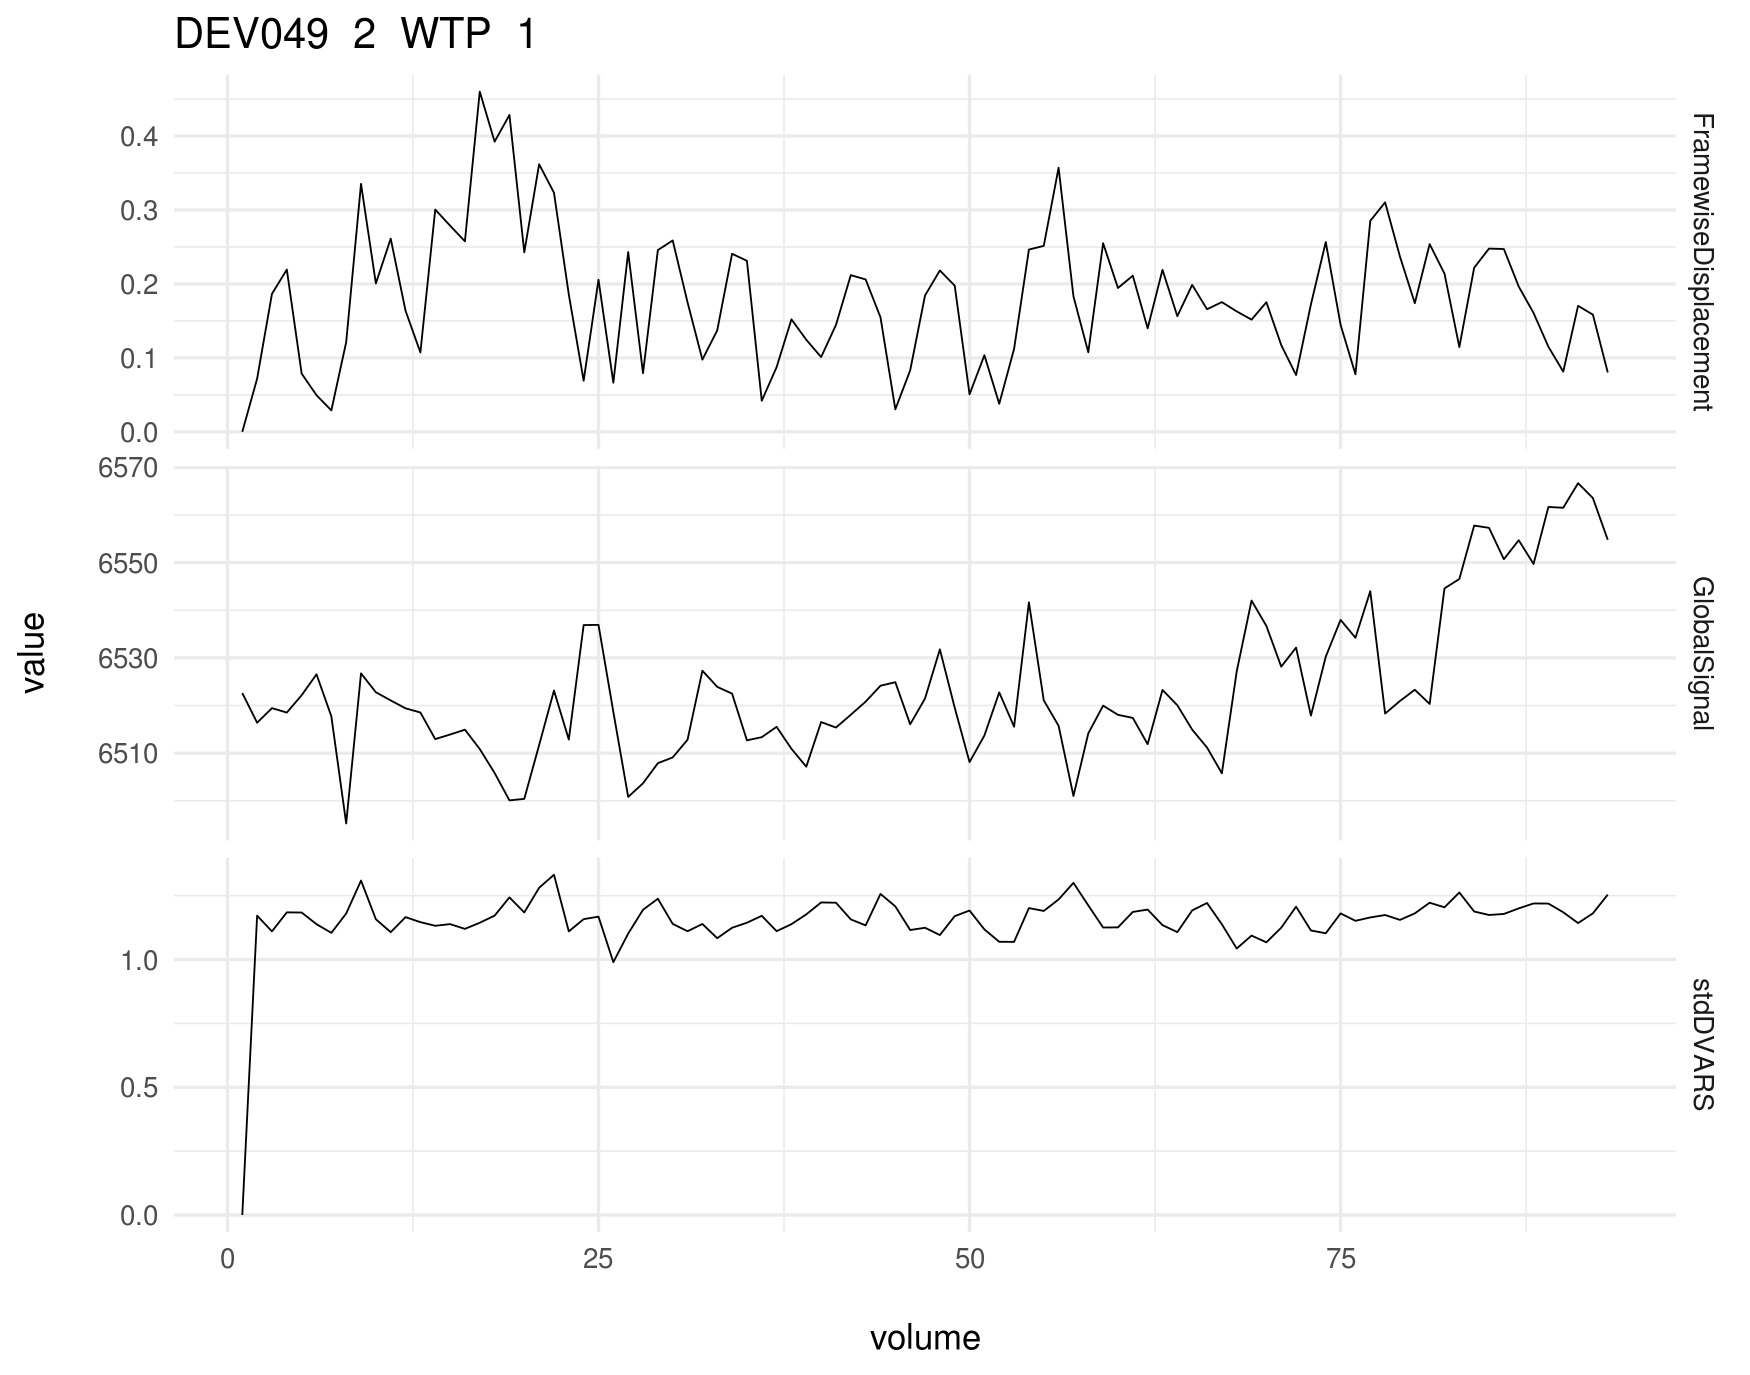 DEV049 2 WTP 1
0.4
0.3
0.2
0.1
0.0
FramewiseDisplacement
6570
6550
6530
6510
GlobalSignal
value
1.0
0.5
0.0
stdDVARS
0 25 50 75
volume